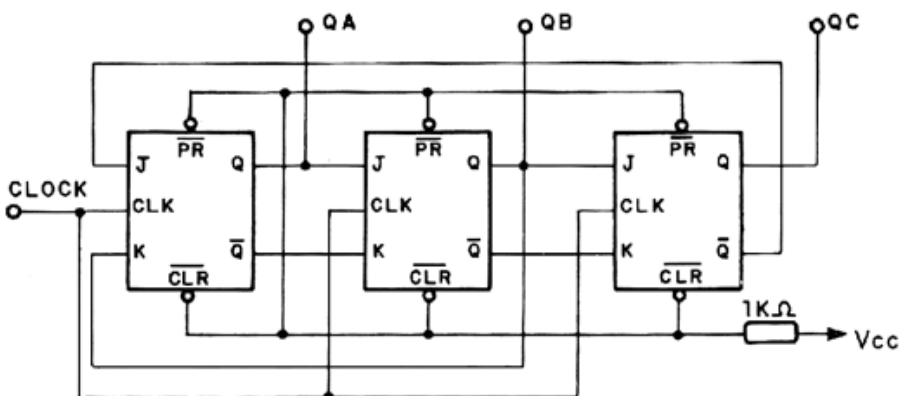 QA QB QC
PR PR PR
J Q J Q J Q
CLOCK
CLK CLK CLK
K Q̅ K Q̅ K Q̅
CLR CLR CLR
1KΩ
Vcc